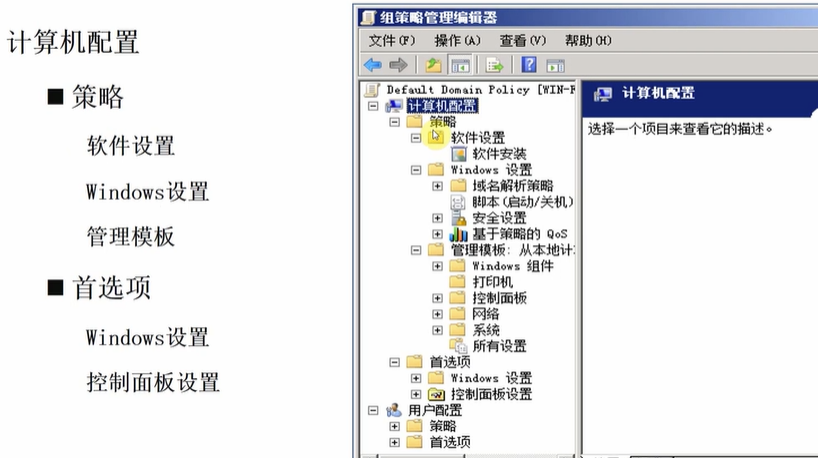 计算机配置
■ 策略
软件设置
Windows设置
管理模板
■ 首选项
Windows设置
控制面板设置
组策略管理编辑器
文件(F) 操作(A) 查看(V) 帮助(H)
Default Domain Policy [WIN-F
计算机配置
策略
软件设置
软件安装
Windows 设置
域名解析策略
脚本(启动/关机)
安全设置
基于策略的 QoS
管理模板: 从本地计
Windows 组件
打印机
控制面板
网络
系统
所有设置
首选项
Windows 设置
控制面板设置
用户配置
策略
首选项
计算机配置
选择一个项目来查看它的描述。